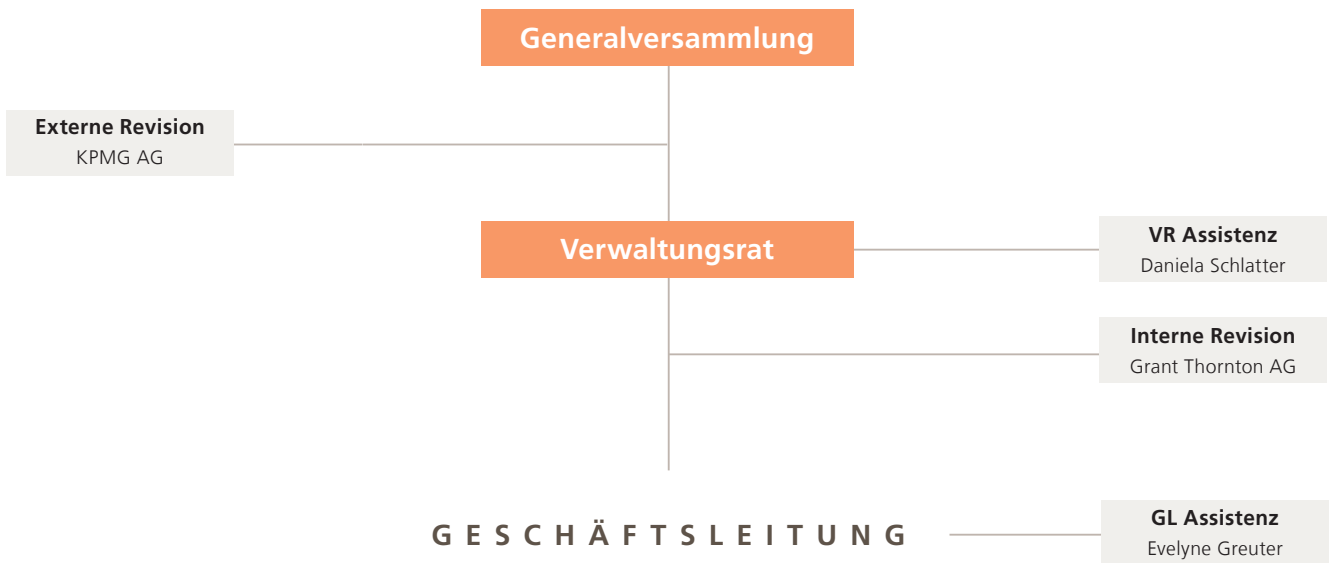 Generalversammlung
Externe Revision
KPMG AG
Verwaltungsrat
VR Assistenz
Daniela Schlatter
Interne Revision
Grant Thornton AG
GESCHÄFTSLEITUNG
GL Assistenz
Evelyne Greuter